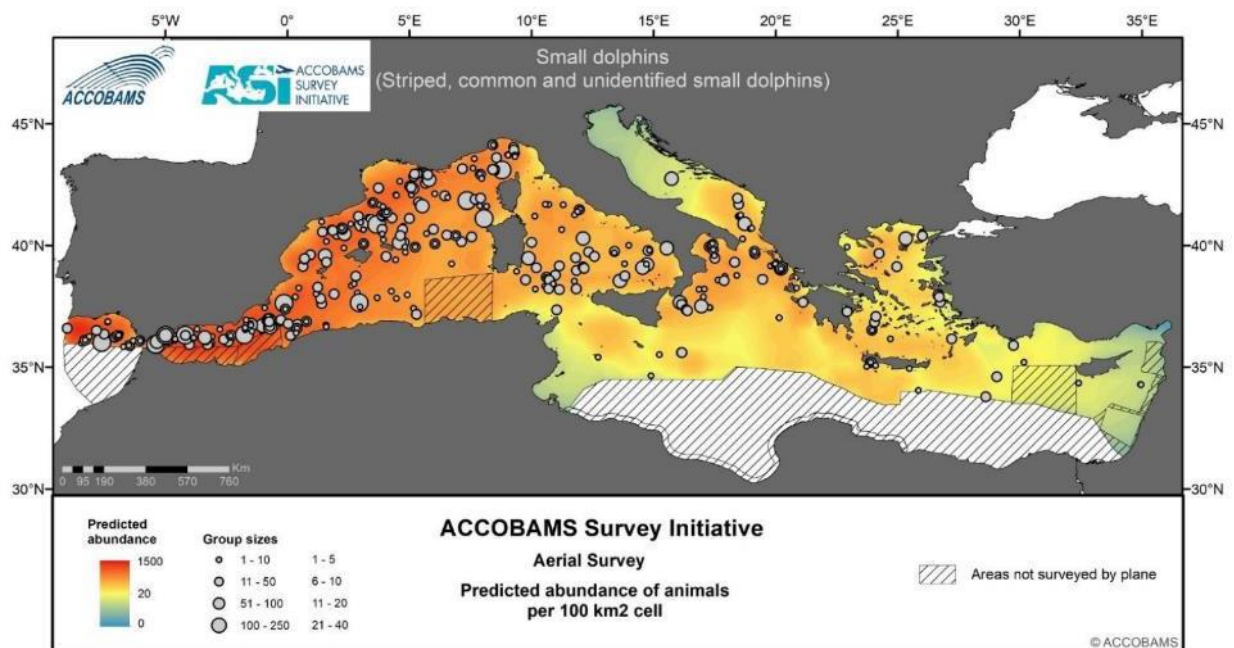 5°W 0° 5°E 10°E 15°E 20°E 25°E 30°E 35°E
Small dolphins
(Striped, common and unidentified small dolphins)
ACCOBAMS
ASI ACCOBAMS
SURVEY
INITIATIVE
45°N 45°N
40°N 40°N
35°N 35°N
30°N 30°N
Km
0 95 190 380 570 760
Predicted
abundance
1500
20
0
Group sizes
1 - 10 1 - 5
11 - 50 6 - 10
51 - 100 11 - 20
100 - 250 21 - 40
ACCOBAMS Survey Initiative
Aerial Survey
Predicted abundance of animals
per 100 km2 cell
Areas not surveyed by plane
© ACCOBAMS